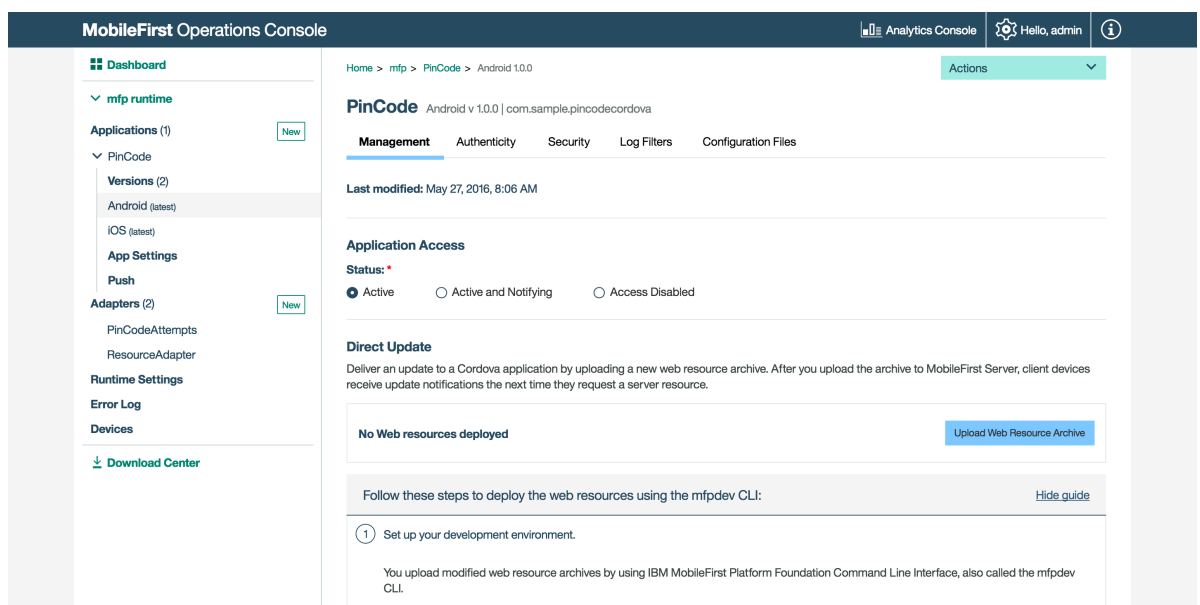 MobileFirst Operations Console
Analytics Console
Hello, admin
Dashboard
mfp runtime
Applications (1)
New
PinCode
Versions (2)
Android (latest)
iOS (latest)
App Settings
Push
Adapters (2)
New
PinCodeAttempts
ResourceAdapter
Runtime Settings
Error Log
Devices
Download Center
Home > mfp > PinCode > Android 1.0.0
Actions
PinCode Android v 1.0.0 | com.sample.pincodecordova
Management Authenticity Security Log Filters Configuration Files
Last modified: May 27, 2016, 8:06 AM
Application Access
Status: *
Active Active and Notifying Access Disabled
Direct Update
Deliver an update to a Cordova application by uploading a new web resource archive. After you upload the archive to MobileFirst Server, client devices
receive update notifications the next time they request a server resource.
No Web resources deployed
Upload Web Resource Archive
Follow these steps to deploy the web resources using the mfpdev CLI:
Hide guide
1 Set up your development environment.
You upload modified web resource archives by using IBM MobileFirst Platform Foundation Command Line Interface, also called the mfpdev
CLI.